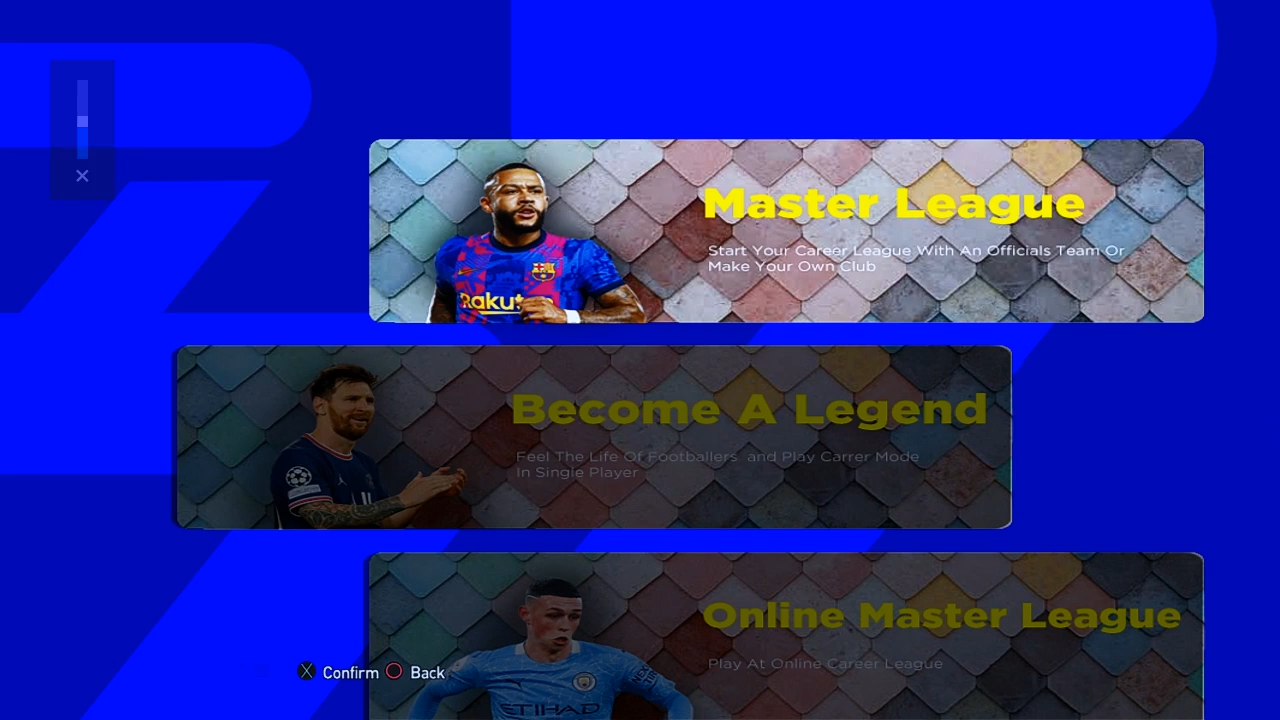 Master League
Start Your Career League With An Officials Team Or
Make Your Own Club
Rakut
Become A Legend
Feel The Life Of Footballers  and Play Carrer Mode
In Single Player
Online Master League
Play At Online Career League
ETIHAD
X Confirm Back